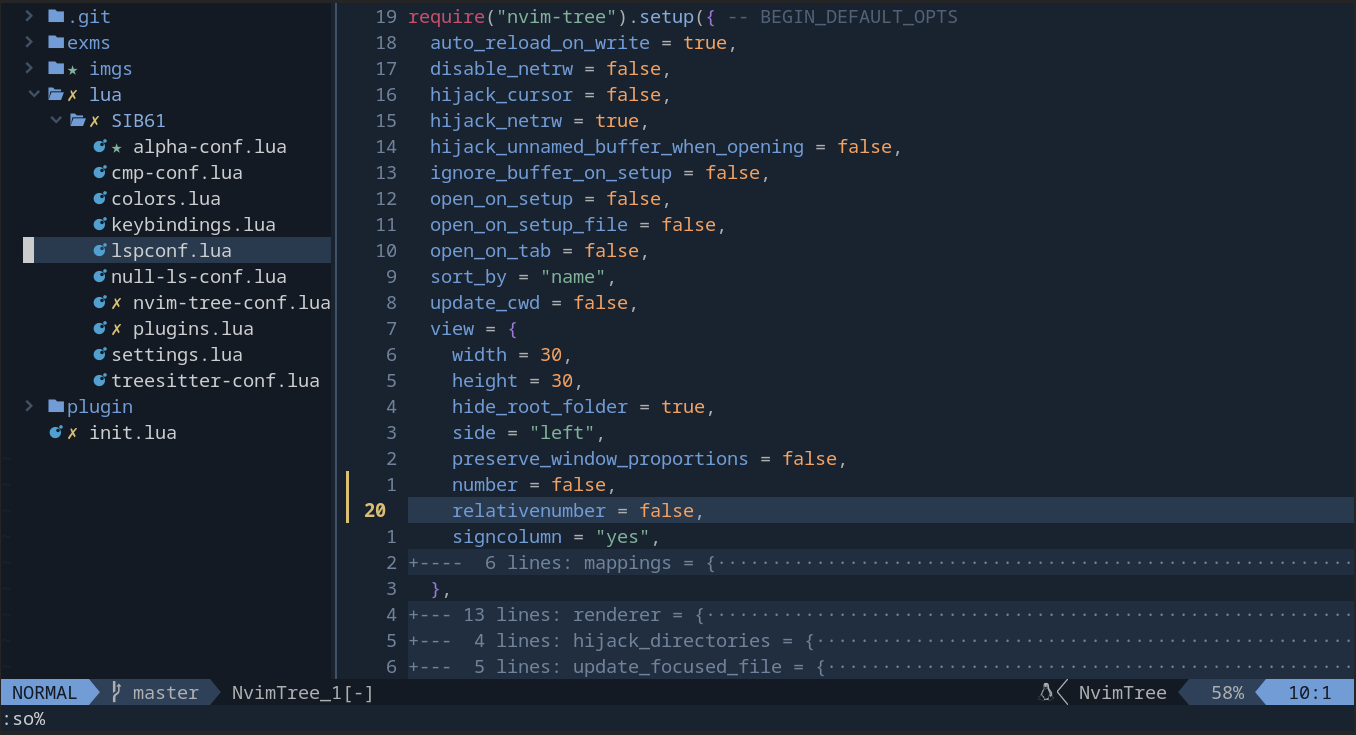 .git
exms
★ imgs
✗ lua
✗ SIB61
★ alpha-conf.lua
cmp-conf.lua
colors.lua
keybindings.lua
lspconf.lua
null-ls-conf.lua
✗ nvim-tree-conf.lua
✗ plugins.lua
settings.lua
treesitter-conf.lua
plugin
✗ init.lua
19 require("nvim-tree").setup({ -- BEGIN_DEFAULT_OPTS
18 auto_reload_on_write = true,
17 disable_netrw = false,
16 hijack_cursor = false,
15 hijack_netrw = true,
14 hijack_unnamed_buffer_when_opening = false,
13 ignore_buffer_on_setup = false,
12 open_on_setup = false,
11 open_on_setup_file = false,
10 open_on_tab = false,
9 sort_by = "name",
8 update_cwd = false,
7 view = {
6 width = 30,
5 height = 30,
4 hide_root_folder = true,
3 side = "left",
2 preserve_window_proportions = false,
1 number = false,
20 relativenumber = false,
1 signcolumn = "yes",
2 +---- 6 lines: mappings = {··························································
3 },
4 +--- 13 lines: renderer = {···························································
5 +--- 4 lines: hijack_directories = {·················································
6 +--- 5 lines: update_focused_file = {················································
NORMAL master NvimTree_1[-] NvimTree 58% 10:1
:so%